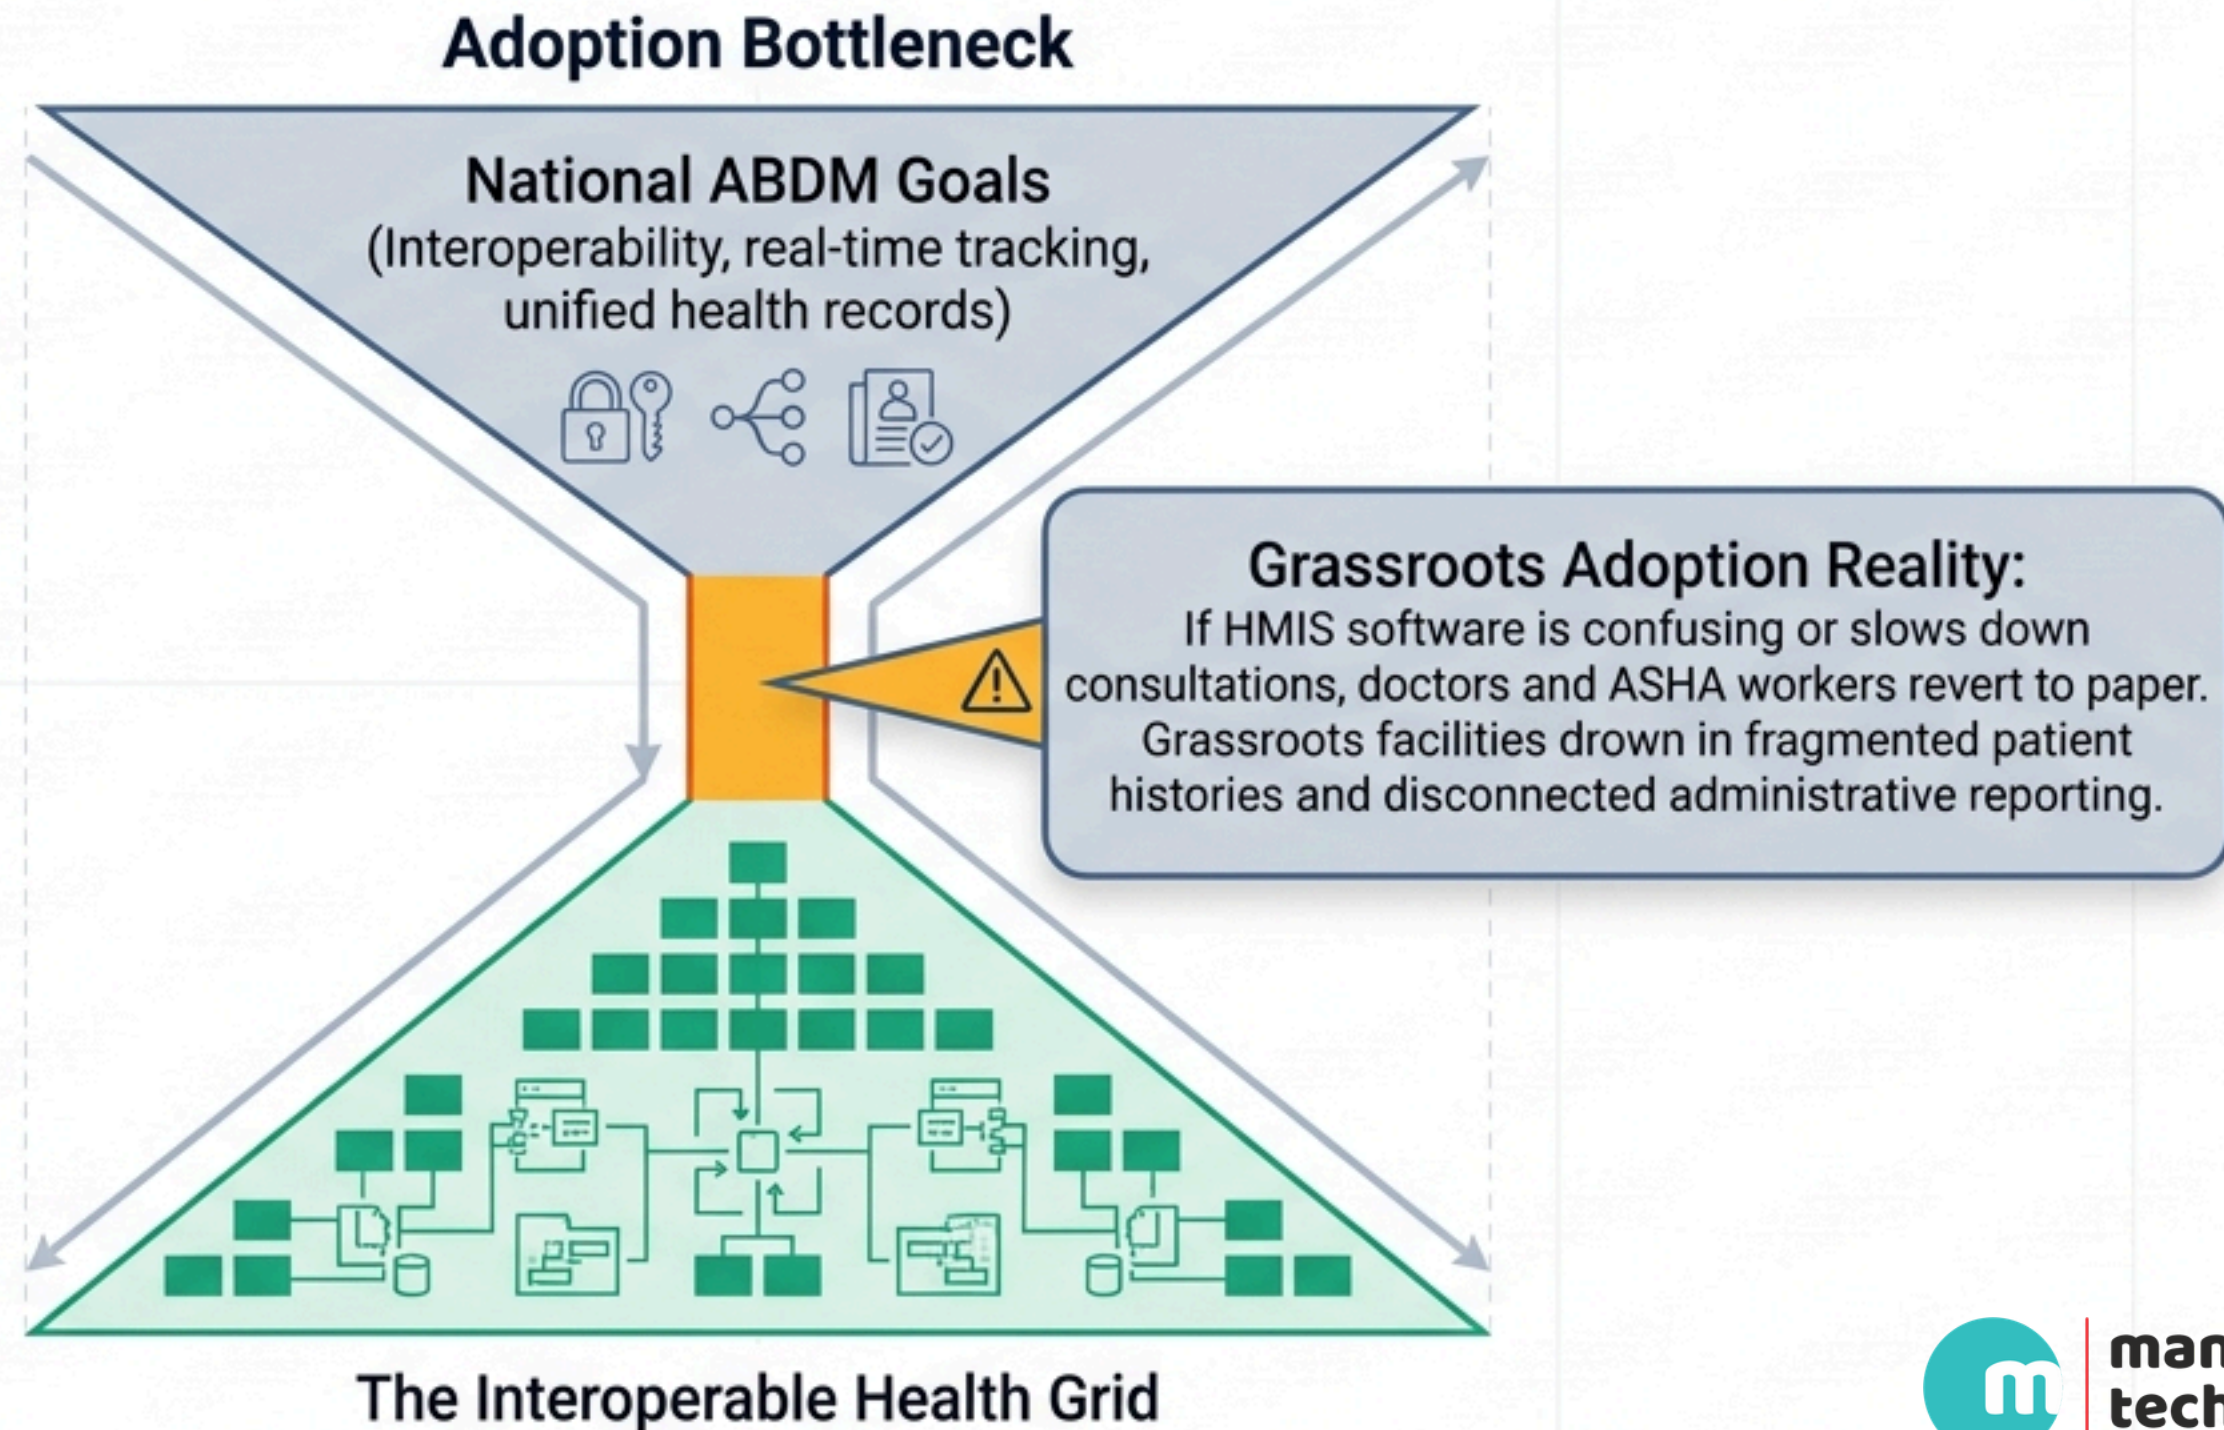 Adoption Bottleneck
National ABDM Goals
(Interoperability, real-time tracking,
unified health records)
Grassroots Adoption Reality:
If HMIS software is confusing or slows down
consultations, doctors and ASHA workers revert to paper.
Grassroots facilities drown in fragmented patient
histories and disconnected administrative reporting.
The Interoperable Health Grid
m
man
tech